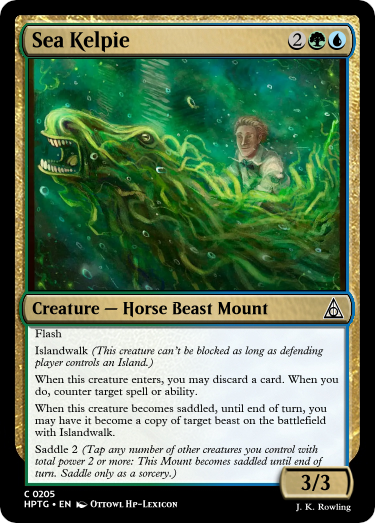 Sea Kelpie 2
Creature — Horse Beast Mount
Flash
Islandwalk (This creature can't be blocked as long as defending
player controls an Island.)
When this creature enters, you may discard a card. When you
do, counter target spell or ability.
When this creature becomes saddled, until end of turn, you
may have it become a copy of target beast on the battlefield
with Islandwalk.
Saddle 2 (Tap any number of other creatures you control with
total power 2 or more: This Mount becomes saddled until end of
turn. Saddle only as a sorcery.)
3/3
C 0205
HPTG • EN Ottowl Hp-Lexicon
J. K. Rowling